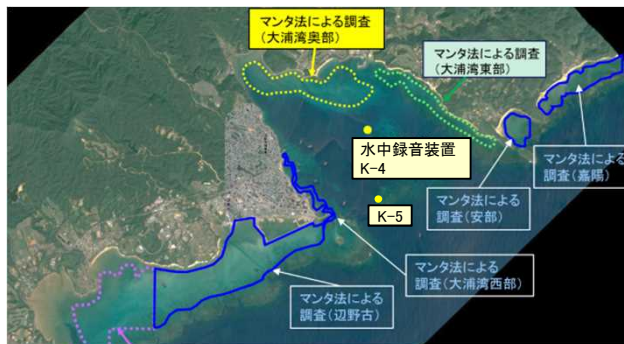 マンタ法による調査
(大浦湾奥部)
マンタ法による調査
(大浦湾東部)
水中録音装置
K-4
K-5
マンタ法による
調査(嘉陽)
マンタ法による
調査(安部)
マンタ法による
調査(大浦湾西部)
マンタ法による
調査(辺野古)